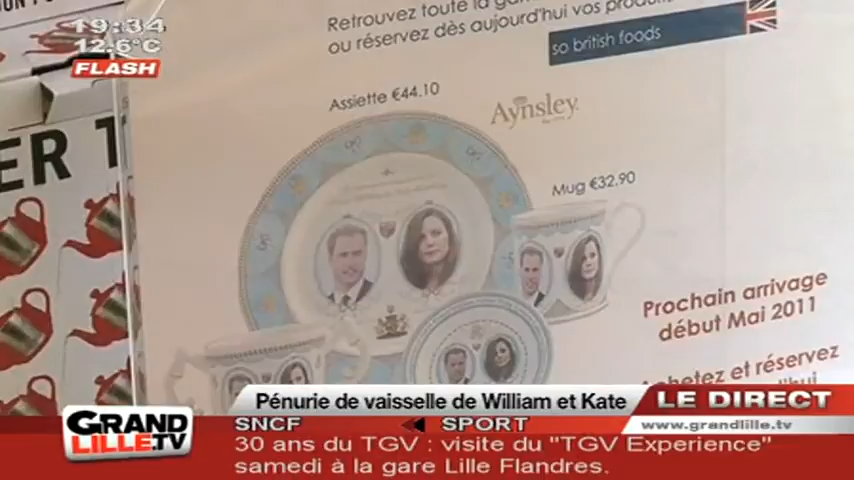 19:34
12.6°C
FLASH
Retrouvez toute la
ou réservez dès aujourd'hui vos
so british foods
Assiette €44.10
Aynsley
Mug €32.90
ER T
Prochain arrivage
début Mai 2011
et réservez
Pénurie de vaisselle de William et Kate
LE DIRECT
GRAND
LILLE.TV
SNCF
SPORT
www.grandlille.tv
30 ans du TGV : visite du "TGV Experience"
samedi à la gare Lille Flandres.